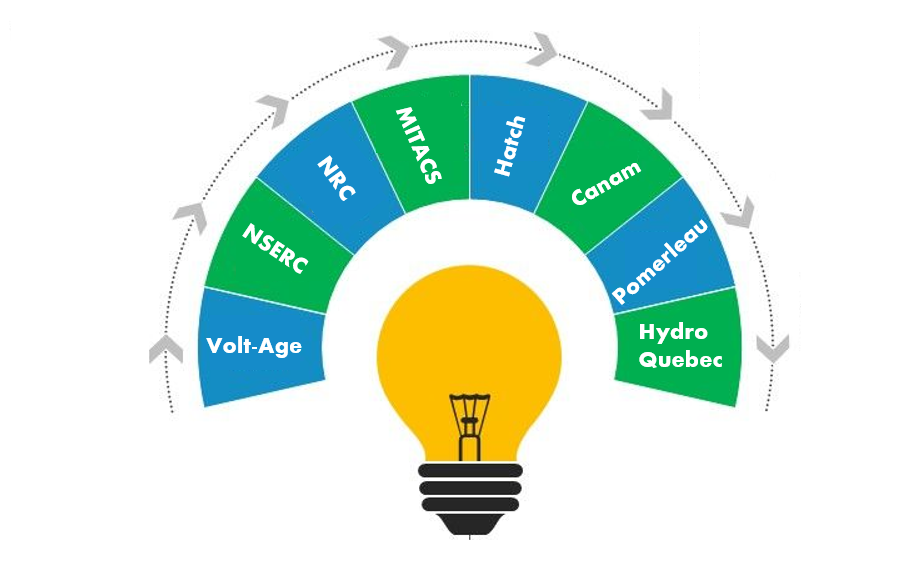 Volt-Age
NSERC
NRC
MITACS
Hatch
Canam
Pomerleau
Hydro
Quebec